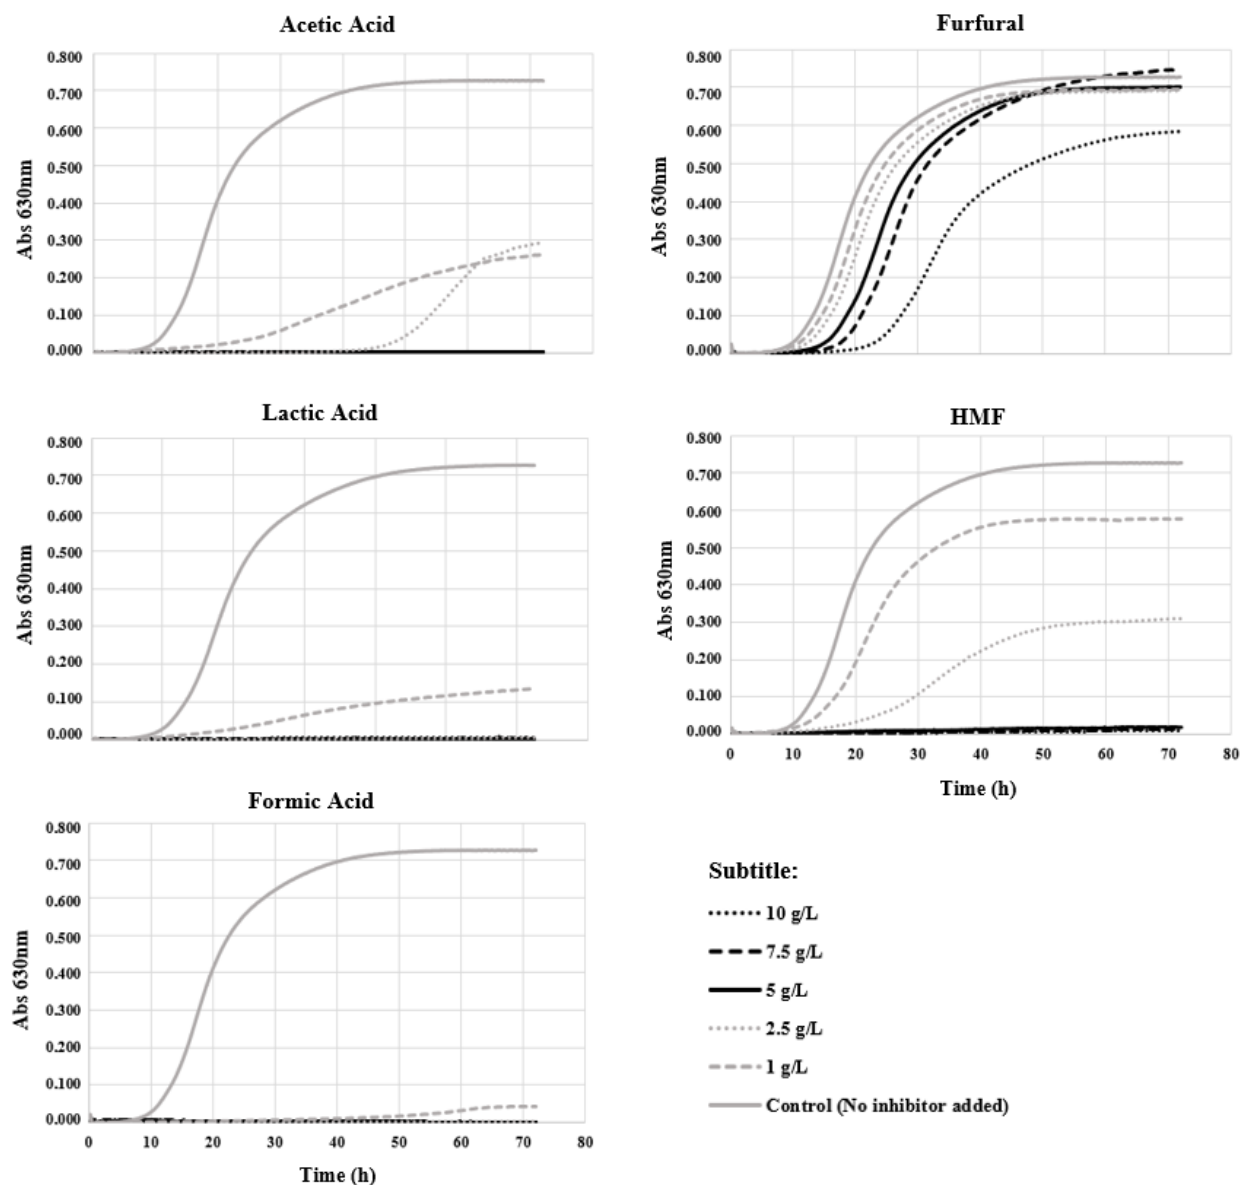 Acetic Acid
0.800
0.700
0.600
0.500
0.400
0.300
0.200
0.100
0.000
Abs 630nm
Furfural
0.800
0.700
0.600
0.500
0.400
0.300
0.200
0.100
0.000
Abs 630nm
Lactic Acid
0.800
0.700
0.600
0.500
0.400
0.300
0.200
0.100
0.000
Abs 630nm
HMF
0.800
0.700
0.600
0.500
0.400
0.300
0.200
0.100
0.000
Abs 630nm
0 10 20 30 40 50 60 70 80
Time (h)
Formic Acid
0.800
0.700
0.600
0.500
0.400
0.300
0.200
0.100
0.000
Abs 630nm
0 10 20 30 40 50 60 70 80
Time (h)
Subtitle:
10 g/L
7.5 g/L
5 g/L
2.5 g/L
1 g/L
Control (No inhibitor added)